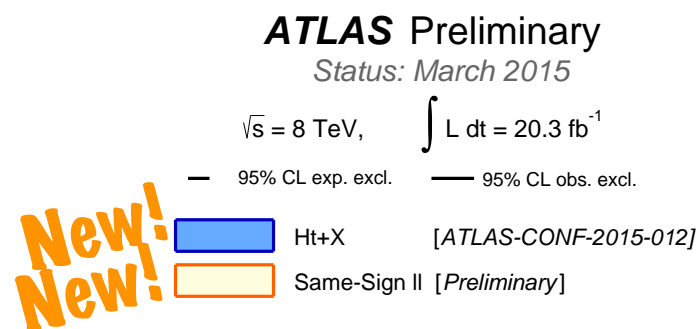 ATLAS Preliminary
Status: March 2015
√s = 8 TeV, ∫ L dt = 20.3 fb⁻¹
95% CL exp. excl. 95% CL obs. excl.
New! Ht+X [ATLAS-CONF-2015-012]
New! Same-Sign ll [Preliminary]